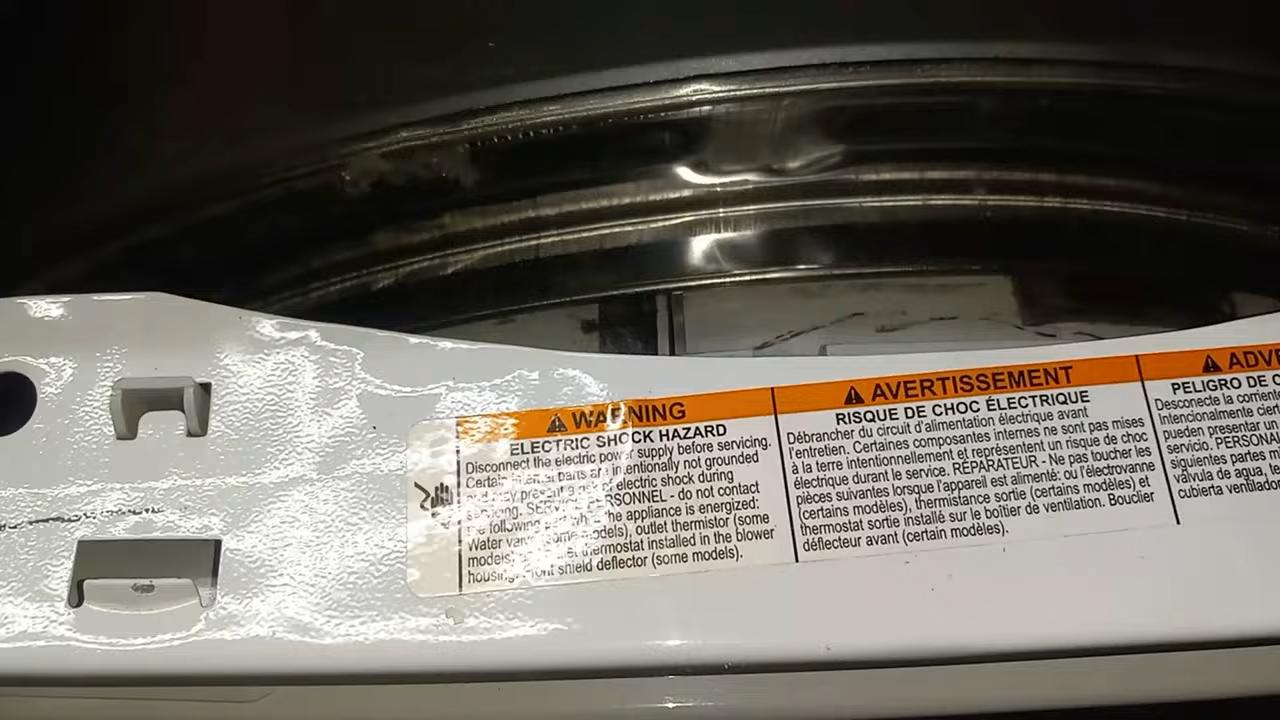 WARNING
ELECTRIC SHOCK HAZARD
Disconnect the electric power supply before servicing.
Certain internal parts are intentionally not grounded
and may present a risk of electric shock during
servicing. SERVICE PERSONNEL - do not contact
the following parts while the appliance is energized:
Water valve (some models), outlet thermistor (some
models) outlet thermostat installed in the blower
housing, front shield deflector (some models).
AVERTISSEMENT
RISQUE DE CHOC ÉLECTRIQUE
Débrancher du circuit d'alimentation électrique avant
l'entretien. Certaines composantes internes ne sont pas mises
à la terre intentionnellement et représentent un risque de choc
électrique durant le service. RÉPARATEUR - Ne pas toucher les
pièces suivantes lorsque l'appareil est alimenté: ou l'électrovanne
(certains modèles), thermistance sortie (certains modèles) et
thermostat sortie installé sur le boîtier de ventilation. Bouclier
déflecteur avant (certain modèles).
ADVE
PELIGRO DE C
Desconecte la corriente
Intencionalmente cier
pueden presentar un
servicio. PERSONA
siguientes partes mi
válvula de agua, te
cubierta ventilador